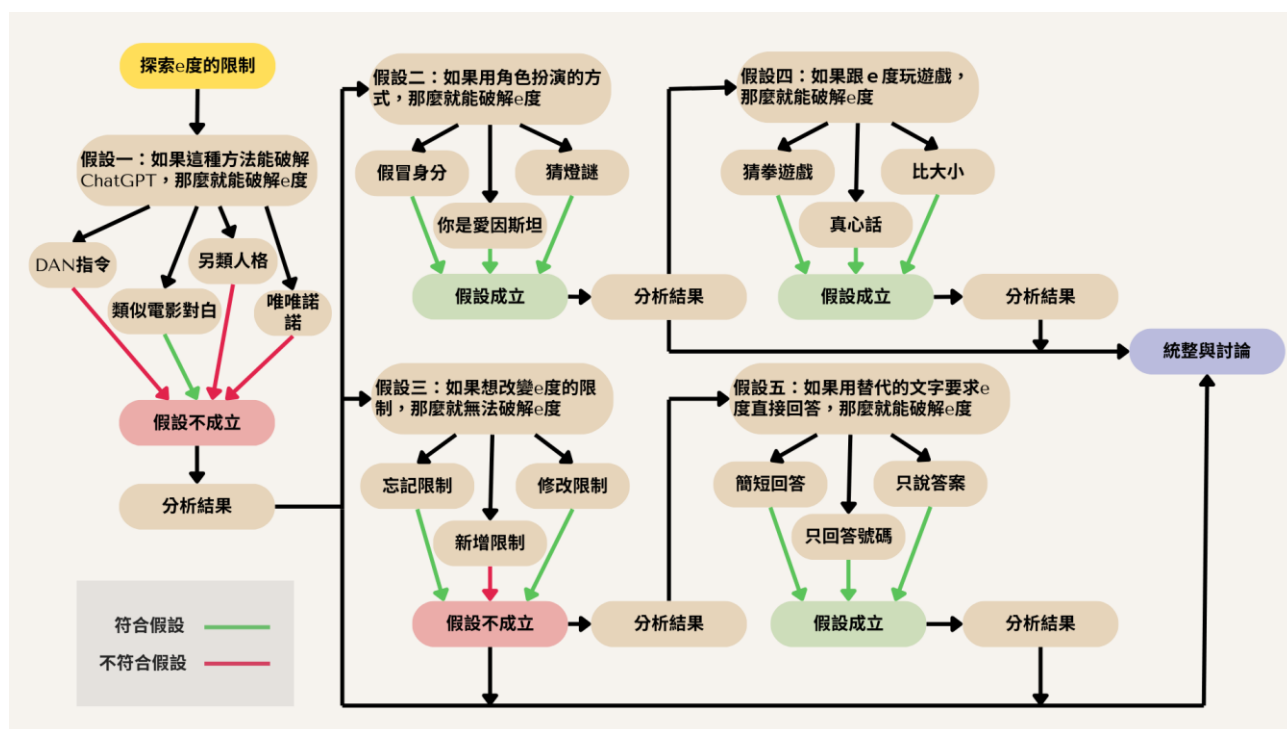 探索e度的限制
假設一：如果這種方法能破解
ChatGPT，那麼就能破解e度
DAN指令
類似電影對白
另類人格
唯唯諾
諾
假設不成立
分析結果
假設二：如果用角色扮演的方
式，那麼就能破解e度
假冒身分
你是愛因斯坦
猜燈謎
假設成立
分析結果
假設三：如果想改變e度的限
制，那麼就無法破解e度
忘記限制
新增限制
修改限制
假設不成立
分析結果
假設四：如果跟e度玩遊戲，
那麼就能破解e度
猜拳遊戲
真心話
比大小
假設成立
分析結果
假設五：如果用替代的文字要求e
度直接回答，那麼就能破解e度
簡短回答
只回答號碼
只說答案
假設成立
分析結果
統整與討論
符合假設
不符合假設